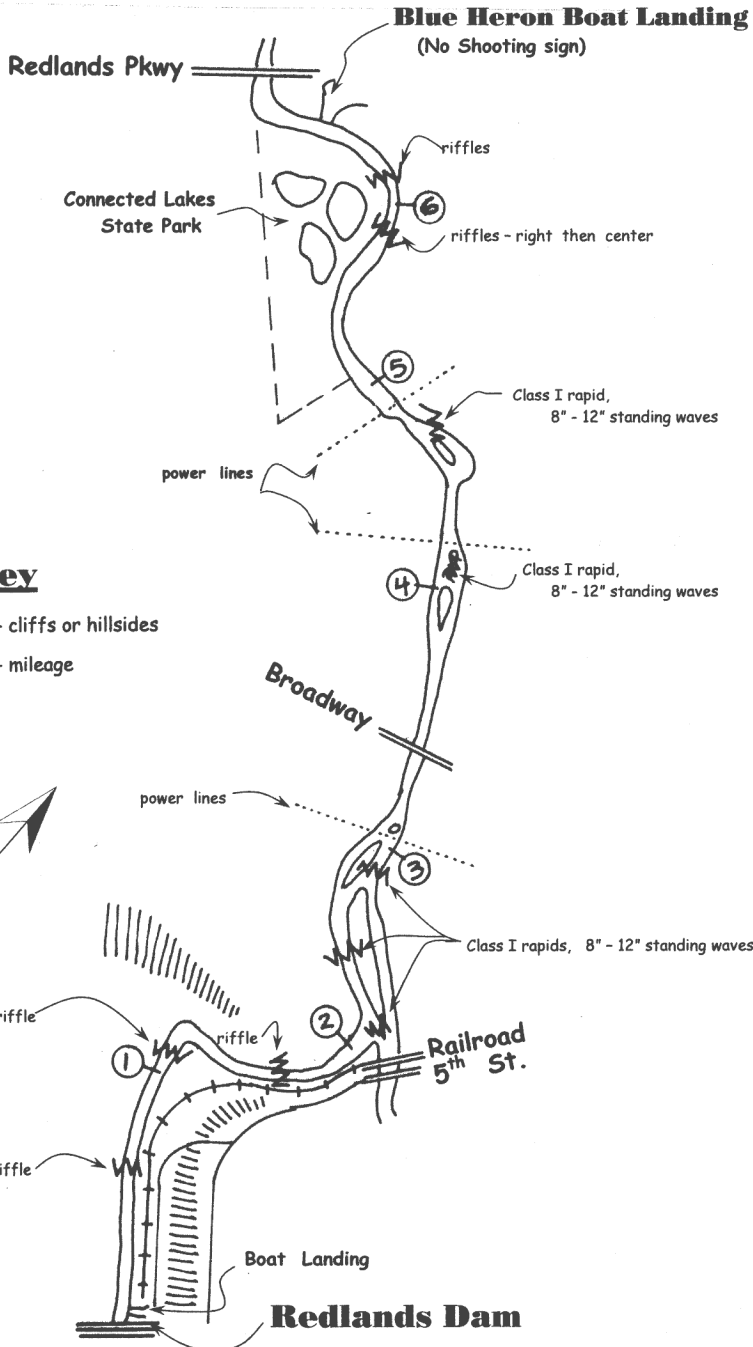 Blue Heron Boat Landing
(No Shooting sign)
Redlands Pkwy
riffles
Connected Lakes
State Park
6
riffles - right then center
5
Class I rapid,
8" - 12" standing waves
power lines
Class I rapid,
8" - 12" standing waves
4
ey
- cliffs or hillsides
- mileage
Broadway
power lines
3
Class I rapids, 8" - 12" standing waves
riffle
riffle
2
Railroad
5th St.
1
iffle
Boat Landing
Redlands Dam